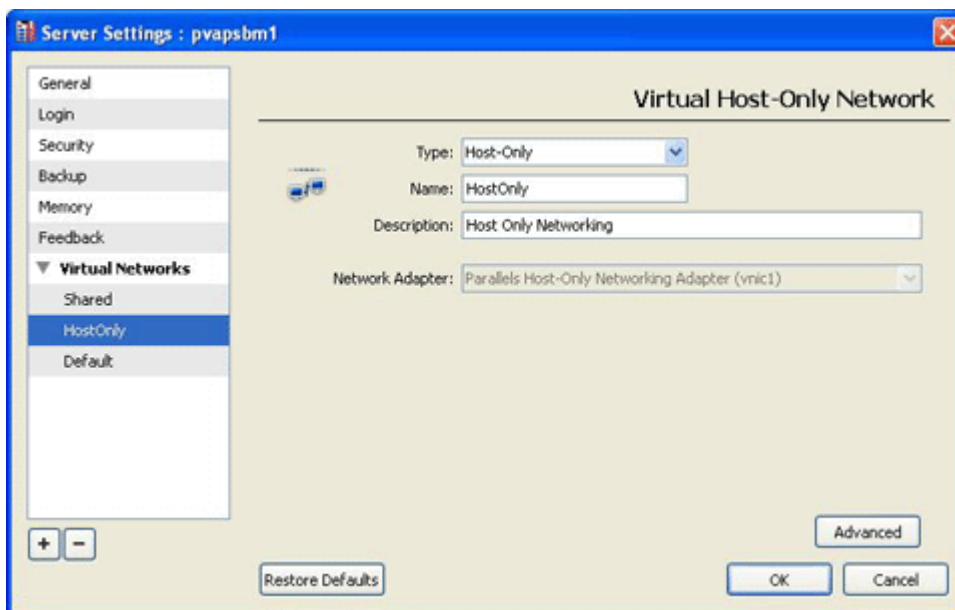 Server Settings : pvapsbm1
General
Login
Security
Backup
Memory
Feedback
Virtual Networks
Shared
HostOnly
Default
Virtual Host-Only Network
Type: Host-Only
Name: HostOnly
Description: Host Only Networking
Network Adapter: Parallels Host-Only Networking Adapter (vnic1)
+ −
Advanced
Restore Defaults OK Cancel